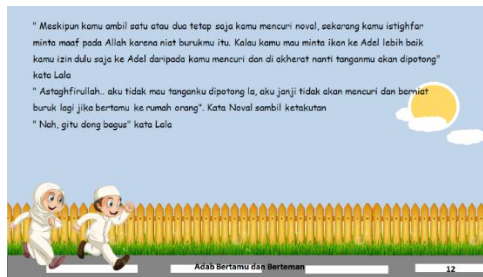 " Meskipun kamu ambil satu atau dua tetap saja kamu mencuri noval, sekarang kamu istighfar
minta maaf pada Allah karena niat burukmu itu. Kalau kamu mau minta ikan ke Adel lebih baik
kamu izin dulu saja ke Adel daripada kamu mencuri dan di akherat nanti tanganmu akan dipotong"
kata Lala
" Astaghfirullah.. aku tidak mau tanganku dipotong la, aku janji tidak akan mencuri dan berniat
buruk lagi jika bertamu ke rumah orang". Kata Noval sambil ketakutan
" Nah, gitu dong bagus" kata Lala
Adab Bertamu dan Berteman
12